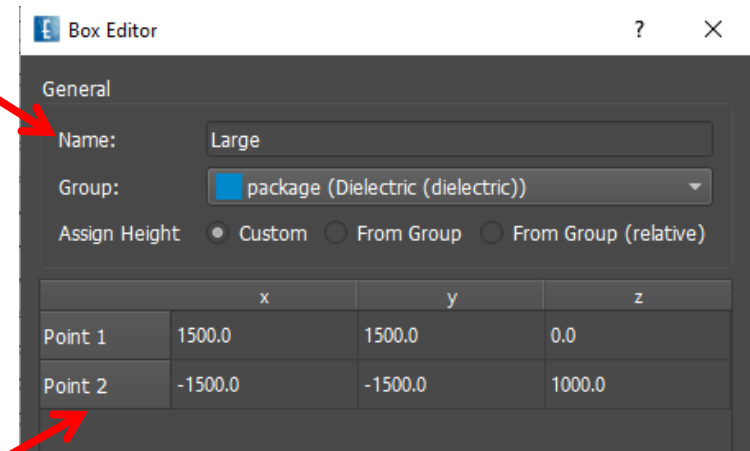 Box Editor ? ×
General
Name: Large
Group: package (Dielectric (dielectric))
Assign Height Custom From Group From Group (relative)
x y z
Point 1 1500.0 1500.0 0.0
Point 2 -1500.0 -1500.0 1000.0